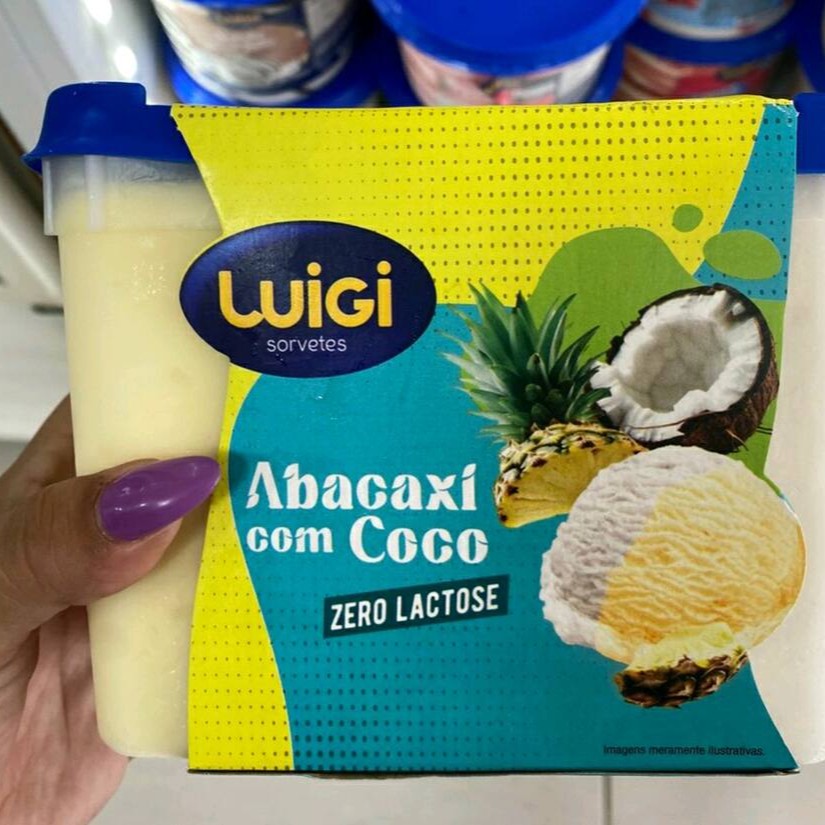 LUiGi
sorvetes
Abacaxi
com Coco
ZERO LACTOSE
Imagens meramente ilustrativas.